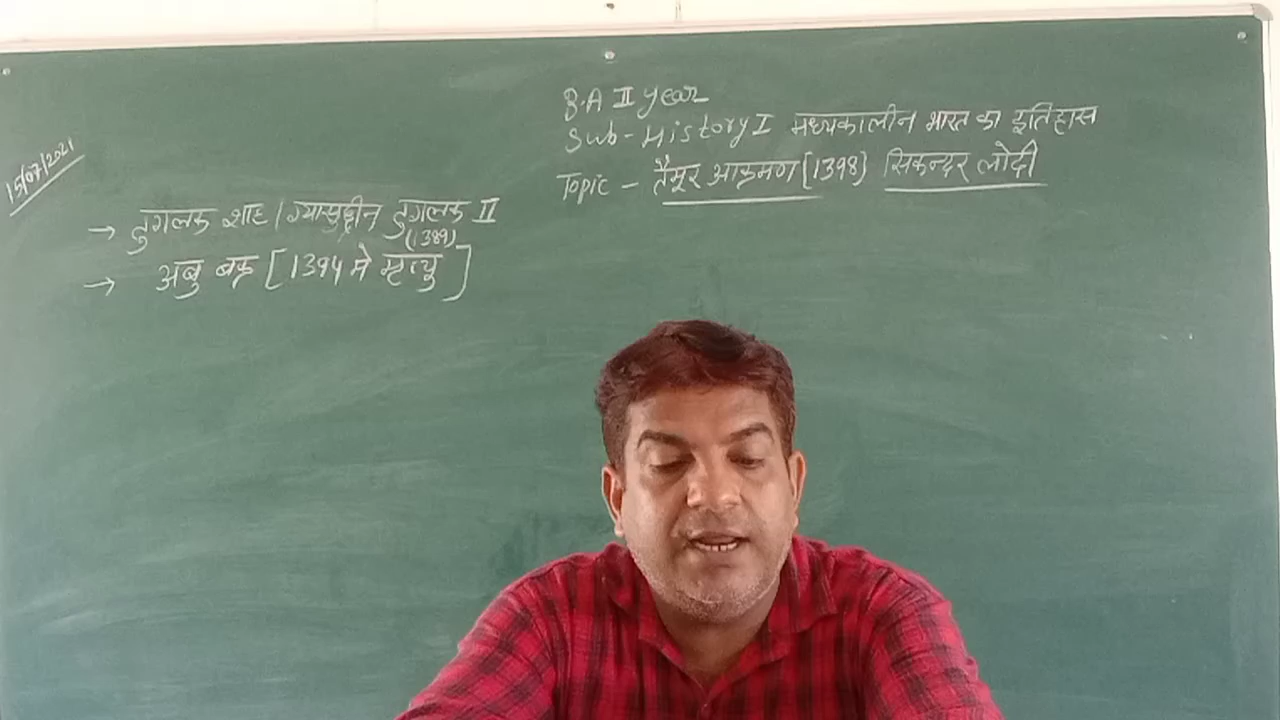 B.A II year
Sub-History I मध्यकालीन भारत का इतिहास
Topic - तैमूर आक्रमण [1398) सिकन्दर लोदी
15/07/2021
→ तुगलक शाह / ग्यासुद्दीन तुगलक II
(1389)
→ अबु बक्र [1394 मे मृत्यु]